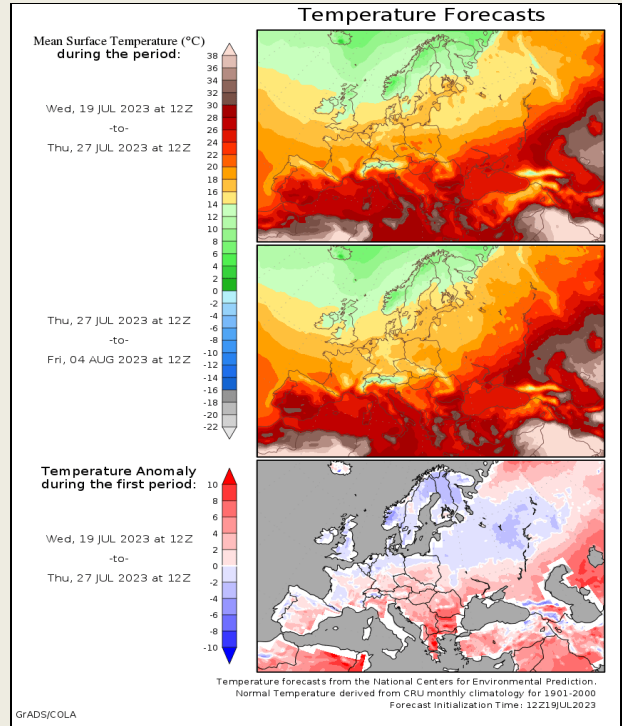 Temperature Forecasts
Mean Surface Temperature (°C)
during the period:
38
36
34
32
30
28
26
24
22
20
18
16
14
12
10
8
6
4
2
0
-2
-4
-6
-8
-10
-12
-14
-16
-18
-20
-22
Wed, 19 JUL 2023 at 12Z
-to-
Thu, 27 JUL 2023 at 12Z
Thu, 27 JUL 2023 at 12Z
-to-
Fri, 04 AUG 2023 at 12Z
Temperature Anomaly
during the first period:
10
8
6
4
2
0
-2
-4
-6
-8
-10
Wed, 19 JUL 2023 at 12Z
-to-
Thu, 27 JUL 2023 at 12Z
Temperature forecasts from the National Centers for Environmental Prediction.
Normal Temperature derived from CRU monthly climatology for 1901-2000
Forecast Initialization Time: 12Z19JUL2023
GrADS/COLA